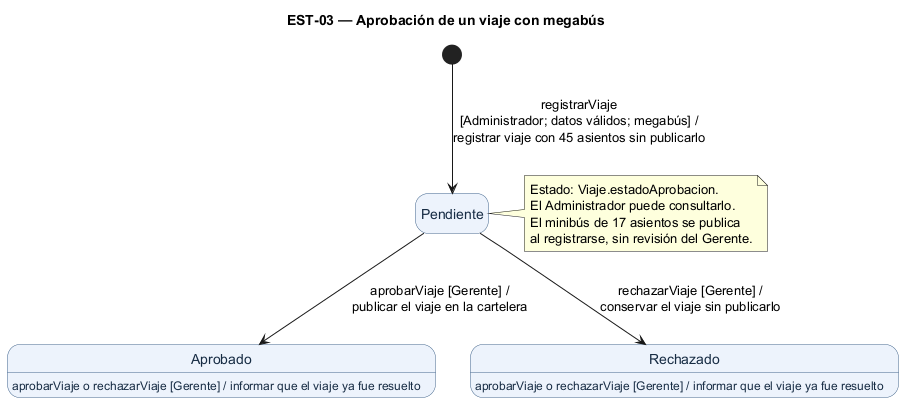 EST-03 — Aprobación de un viaje con megabús
registrarViaje
[Administrador; datos válidos; megabús] /
registrar viaje con 45 asientos sin publicarlo
Pendiente
Estado: Viaje.estadoAprobacion.
El Administrador puede consultarlo.
El minibús de 17 asientos se publica
al registrarse, sin revisión del Gerente.
aprobarViaje [Gerente] /
publicar el viaje en la cartelera
rechazarViaje [Gerente] /
conservar el viaje sin publicarlo
Aprobado
aprobarViaje o rechazarViaje [Gerente] / informar que el viaje ya fue resuelto
Rechazado
aprobarViaje o rechazarViaje [Gerente] / informar que el viaje ya fue resuelto